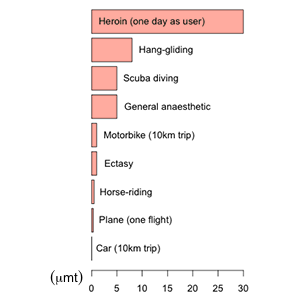 Heroin (one day as user)
Hang-gliding
Scuba diving
General anaesthetic
Motorbike (10km trip)
Ectasy
Horse-riding
Plane (one flight)
Car (10km trip)
(μmt)
0 5 10 15 20 25 30